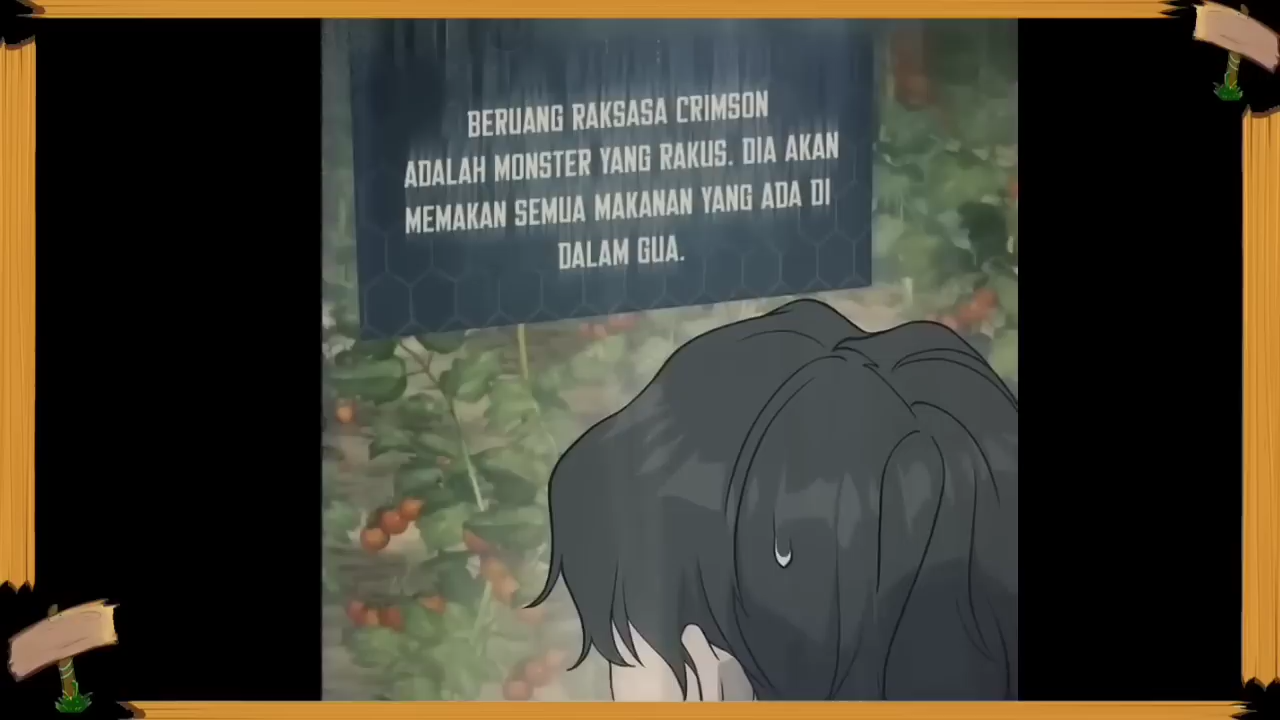 BERUANG RAKSASA CRIMSON
ADALAH MONSTER YANG RAKUS. DIA AKAN
MEMAKAN SEMUA MAKANAN YANG ADA DI
DALAM GUA.